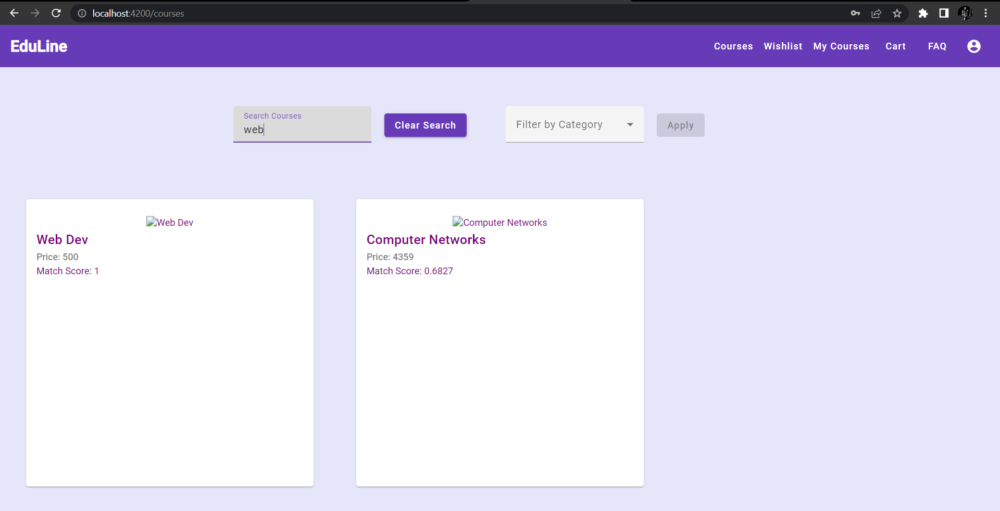 localhost:4200/courses
EduLine
Courses Wishlist My Courses Cart FAQ
Search Courses
web
Clear Search
Filter by Category
Apply
Web Dev
Web Dev
Price: 500
Match Score: 1
Computer Networks
Computer Networks
Price: 4359
Match Score: 0.6827